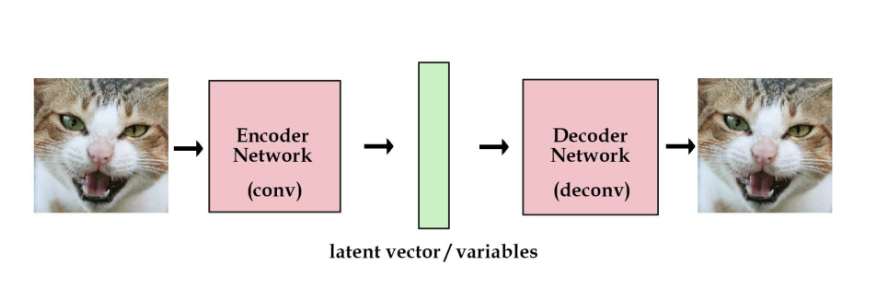 Encoder
Network
(conv)
Decoder
Network
(deconv)
latent vector / variables